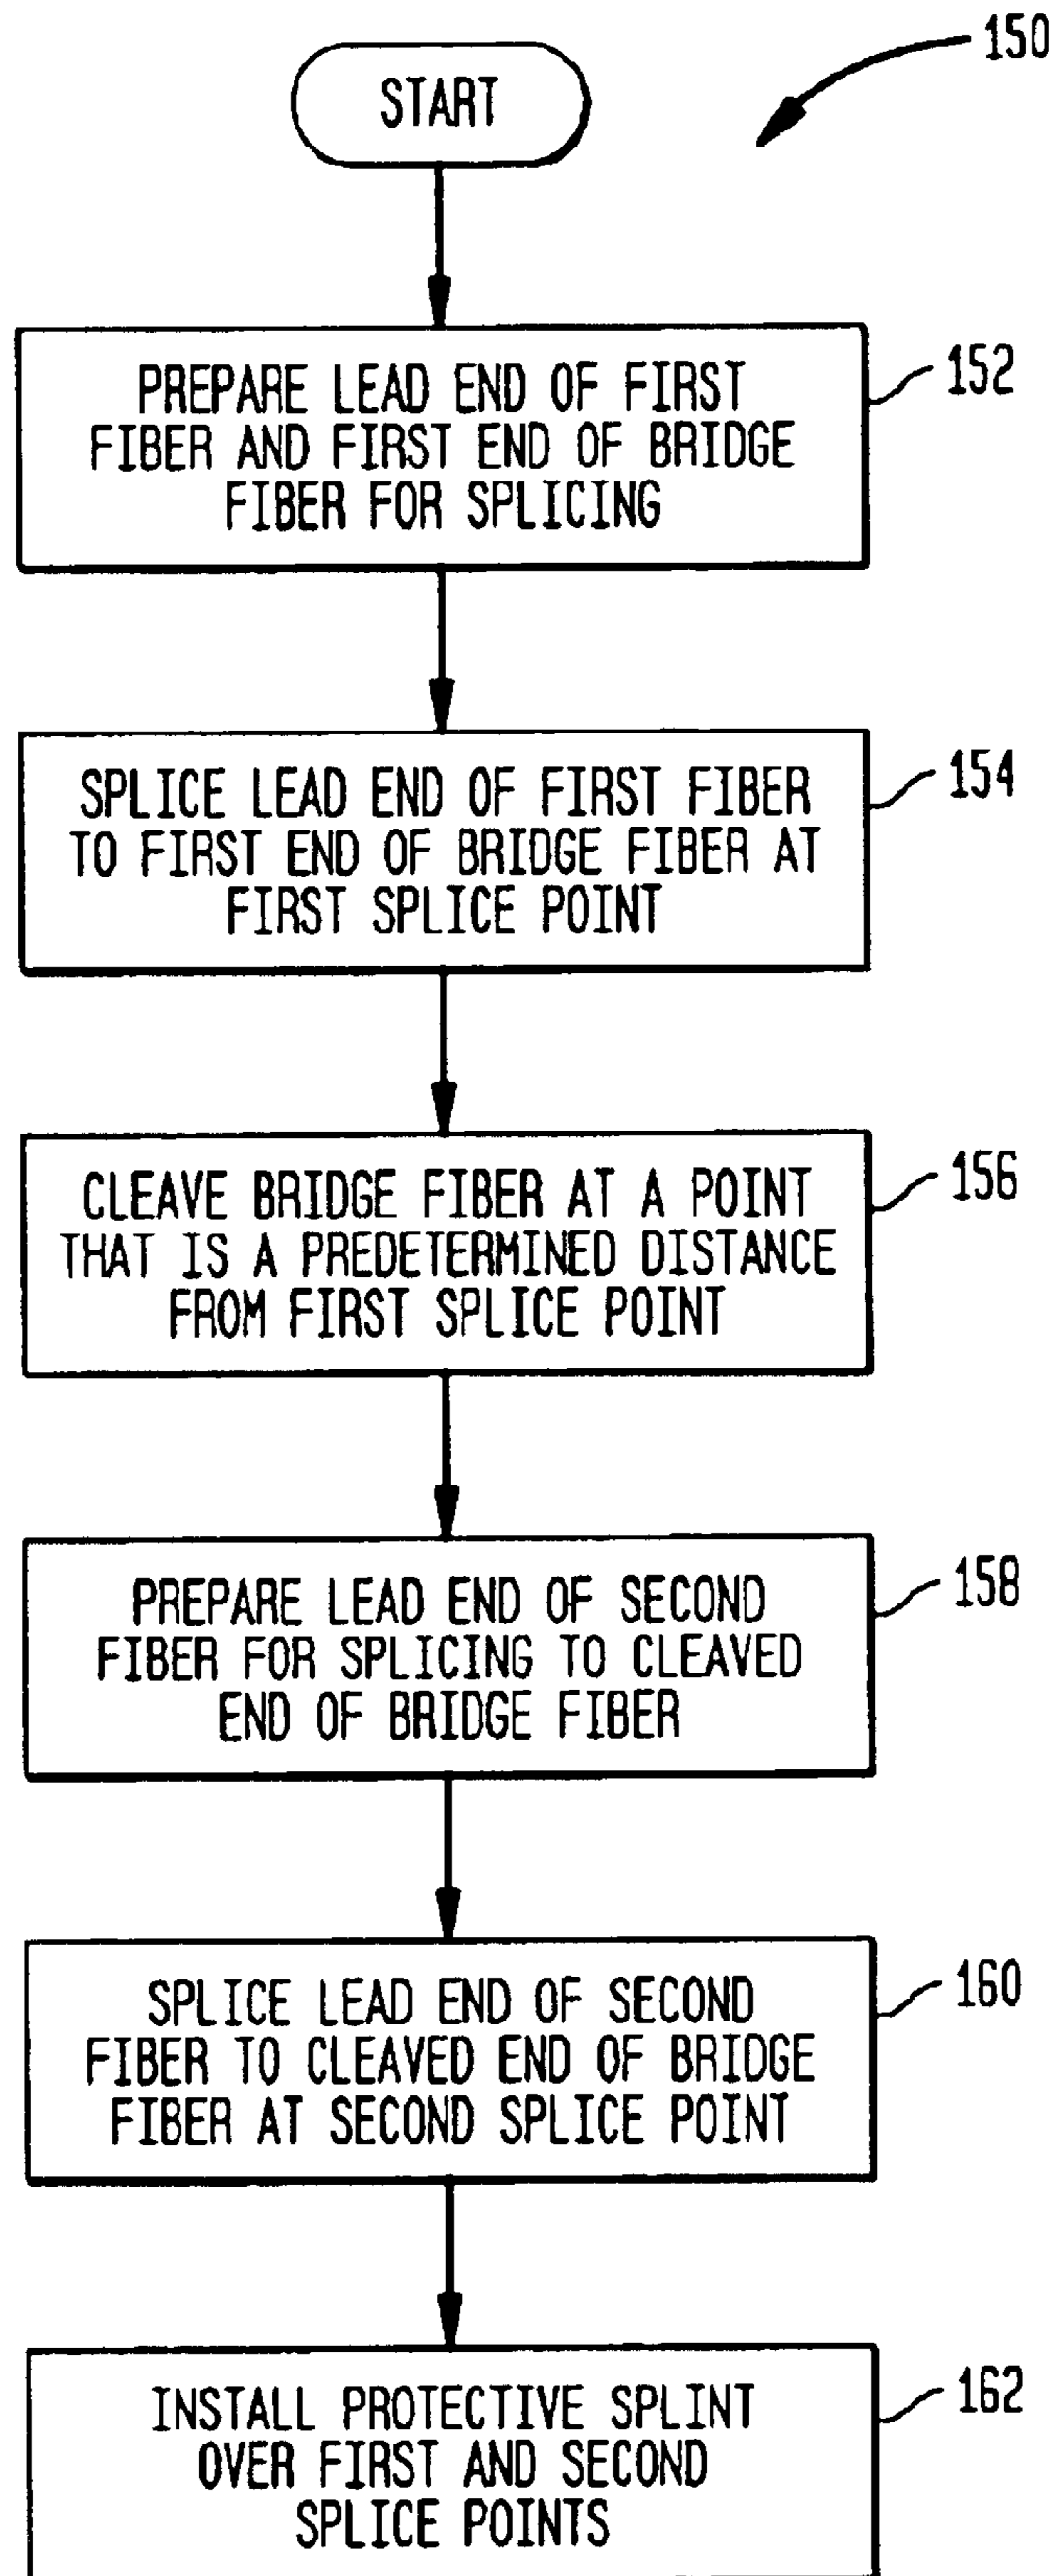 150
START
PREPARE LEAD END OF FIRST
FIBER AND FIRST END OF BRIDGE
FIBER FOR SPLICING
152
SPLICE LEAD END OF FIRST FIBER
TO FIRST END OF BRIDGE FIBER AT
FIRST SPLICE POINT
154
CLEAVE BRIDGE FIBER AT A POINT
THAT IS A PREDETERMINED DISTANCE
FROM FIRST SPLICE POINT
156
PREPARE LEAD END OF SECOND
FIBER FOR SPLICING TO CLEAVED
END OF BRIDGE FIBER
158
SPLICE LEAD END OF SECOND
FIBER TO CLEAVED END OF BRIDGE
FIBER AT SECOND SPLICE POINT
160
INSTALL PROTECTIVE SPLINT
OVER FIRST AND SECOND
SPLICE POINTS
162